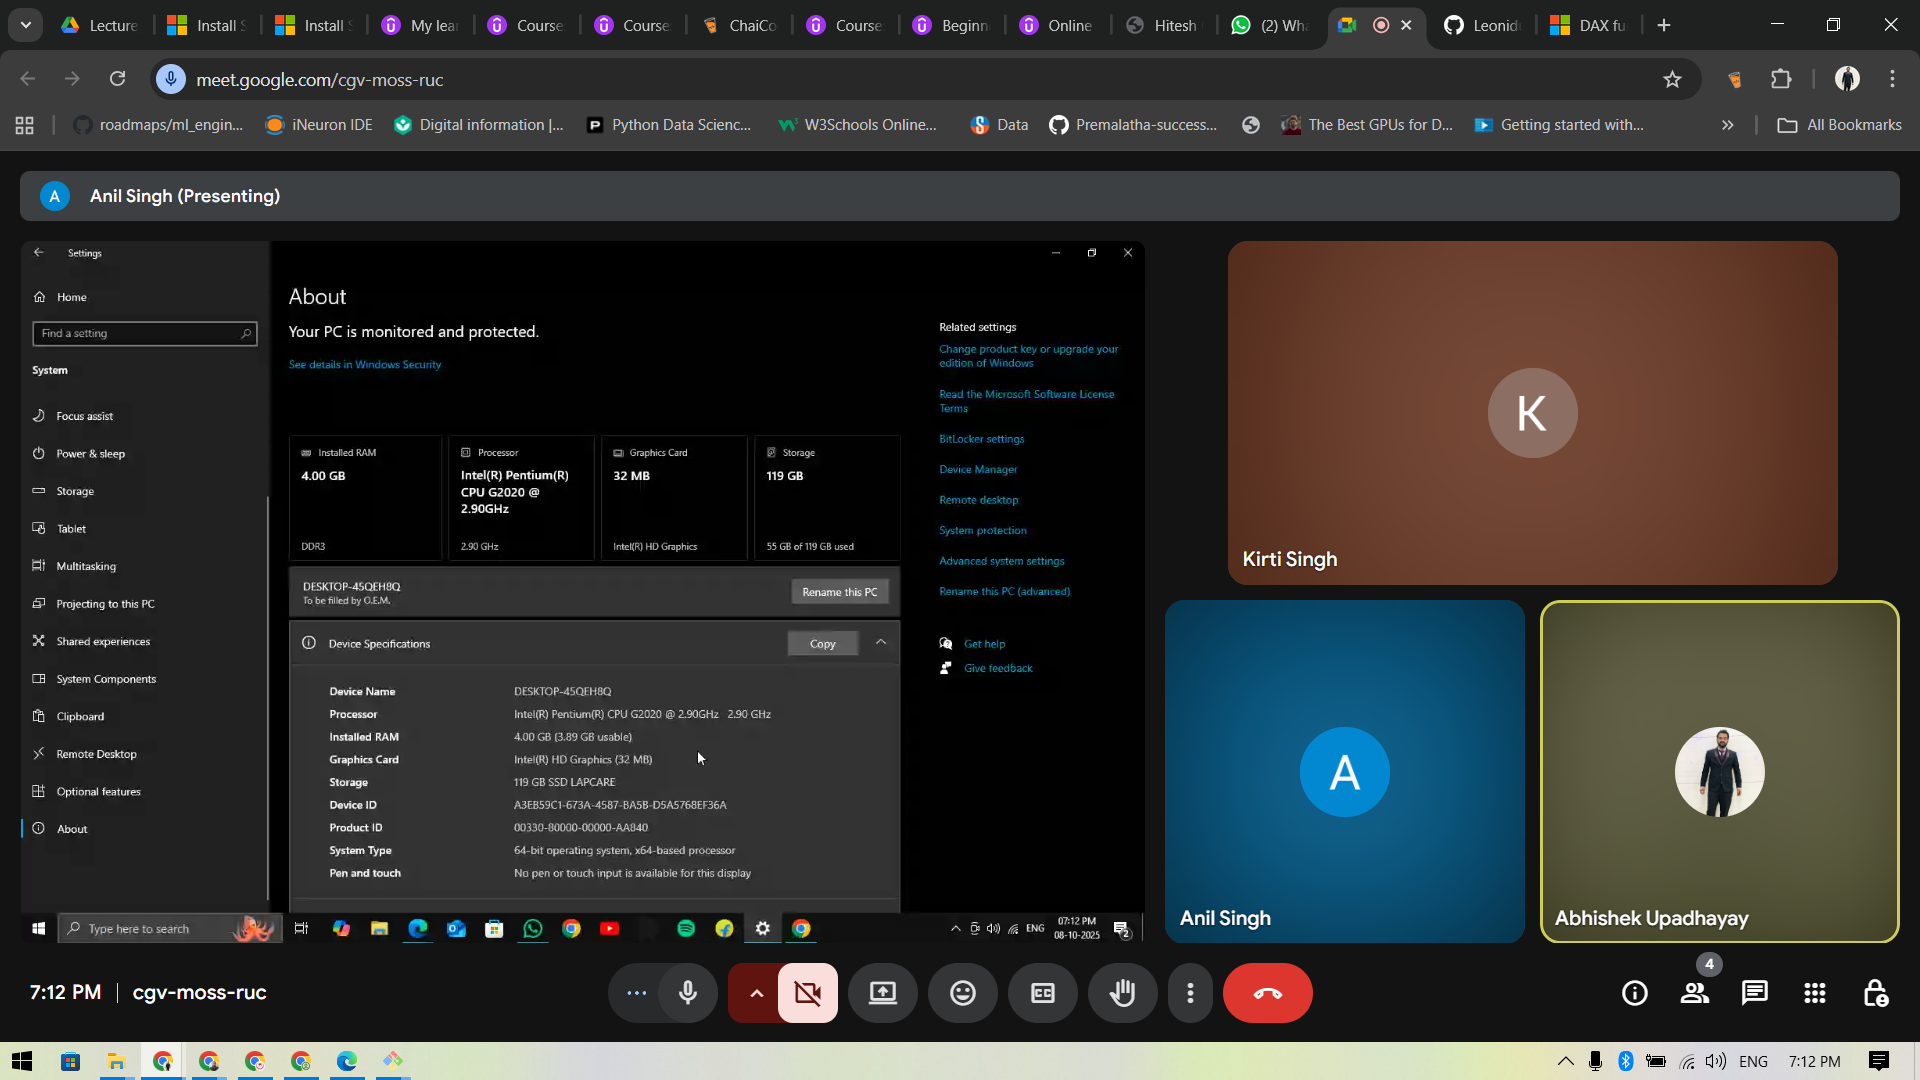 Lecture
Install S
Install S
My lear
Course
Course
ChaiCo
Course
Beginn
Online
Hitesh
(2) Wha
Leonid
DAX fu
meet.google.com/cgv-moss-ruc
roadmaps/ml_engin...
iNeuron IDE
Digital information |...
Python Data Scienc...
W3Schools Online...
Data
Premalatha-success...
The Best GPUs for D...
Getting started with...
All Bookmarks
A
Anil Singh (Presenting)
Settings
Home
Find a setting
System
Focus assist
Power & sleep
Storage
Tablet
Multitasking
Projecting to this PC
Shared experiences
System Components
Clipboard
Remote Desktop
Optional features
About
About
Your PC is monitored and protected.
See details in Windows Security
Installed RAM
4.00 GB
DDR3
Processor
Intel(R) Pentium(R)
CPU G2020 @
2.90GHz
2.90 GHz
Graphics Card
32 MB
Intel(R) HD Graphics
Storage
119 GB
55 GB of 119 GB used
DESKTOP-45QEH8Q
To be filled by O.E.M.
Rename this PC
Device Specifications
Copy
Device Name DESKTOP-45QEH8Q
Processor Intel(R) Pentium(R) CPU G2020 @ 2.90GHz 2.90 GHz
Installed RAM 4.00 GB (3.89 GB usable)
Graphics Card Intel(R) HD Graphics (32 MB)
Storage 119 GB SSD LAPCARE
Device ID A3EB59C1-673A-4587-BA5B-D5A5768EF36A
Product ID 00330-80000-00000-AA840
System Type 64-bit operating system, x64-based processor
Pen and touch No pen or touch input is available for this display
Related settings
Change product key or upgrade your
edition of Windows
Read the Microsoft Software License
Terms
BitLocker settings
Device Manager
Remote desktop
System protection
Advanced system settings
Rename this PC (advanced)
Get help
Give feedback
Type here to search
ENG
07:12 PM
08-10-2025
2
K
Kirti Singh
A
Anil Singh
Abhishek Upadhayay
7:12 PM
cgv-moss-ruc
CC
4
ENG
7:12 PM